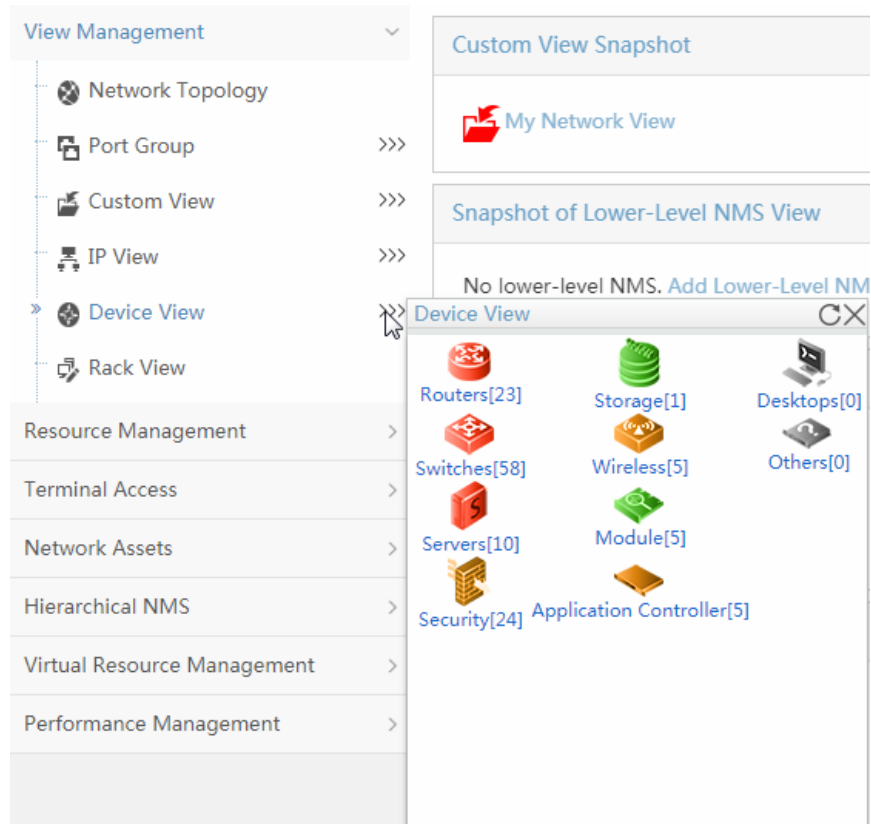 View Management
Network Topology
Port Group
Custom View
IP View
Device View
Rack View
Resource Management
Terminal Access
Network Assets
Hierarchical NMS
Virtual Resource Management
Performance Management
Custom View Snapshot
My Network View
Snapshot of Lower-Level NMS View
No lower-level NMS. Add Lower-Level NM
Device View
Routers[23]
Storage[1]
Desktops[0]
Switches[58]
Wireless[5]
Others[0]
Servers[10]
Module[5]
Security[24]
Application Controller[5]